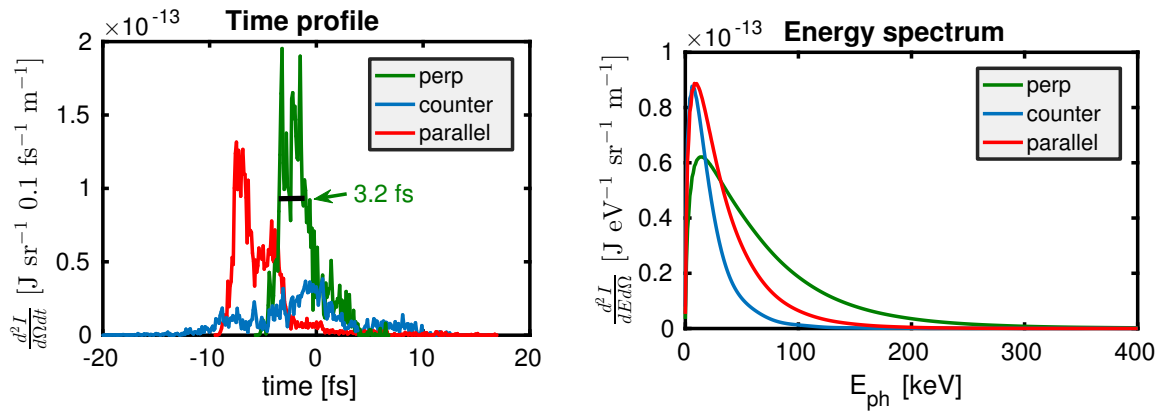 Time profile
×10⁻¹³
2
1.5
1
0.5
0
d²I/dΩdt [J sr⁻¹ 0.1 fs⁻¹ m⁻¹]
perp
counter
parallel
3.2 fs
-20 -10 0 10 20
time [fs]
Energy spectrum
×10⁻¹³
1
0.8
0.6
0.4
0.2
0
d²I/dEdΩ [J eV⁻¹ sr⁻¹ m⁻¹]
perp
counter
parallel
0 100 200 300 400
E_ph [keV]